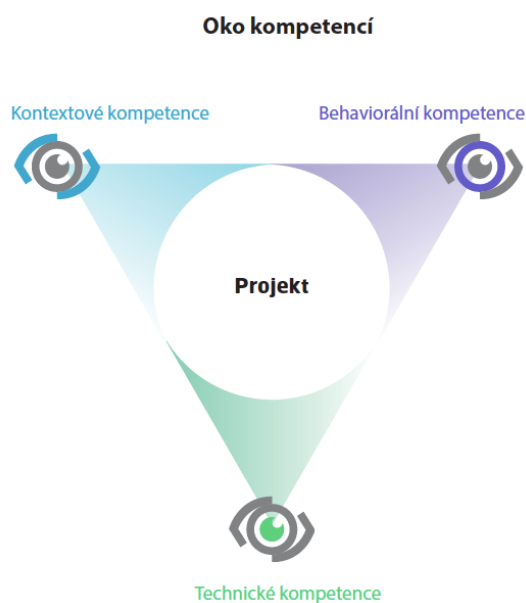 Oko kompetencí
Kontextové kompetence
Behaviorální kompetence
Projekt
Technické kompetence